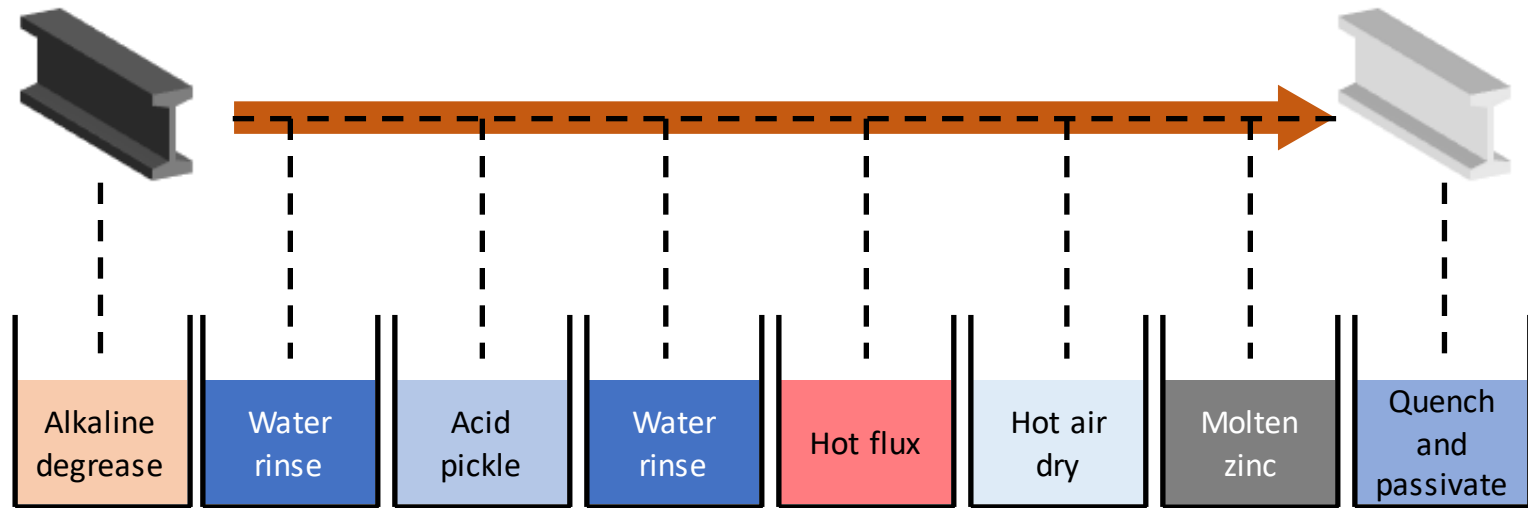 Alkaline
degrease
Water
rinse
Acid
pickle
Water
rinse
Hot flux
Hot air
dry
Molten
zinc
Quench
and
passivate